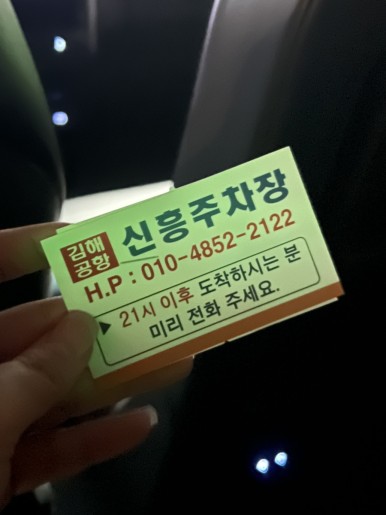 김해
공항
신흥주차장
H.P : 010-4852-2122
▶ 21시 이후 도착하시는 분
미리 전화 주세요.